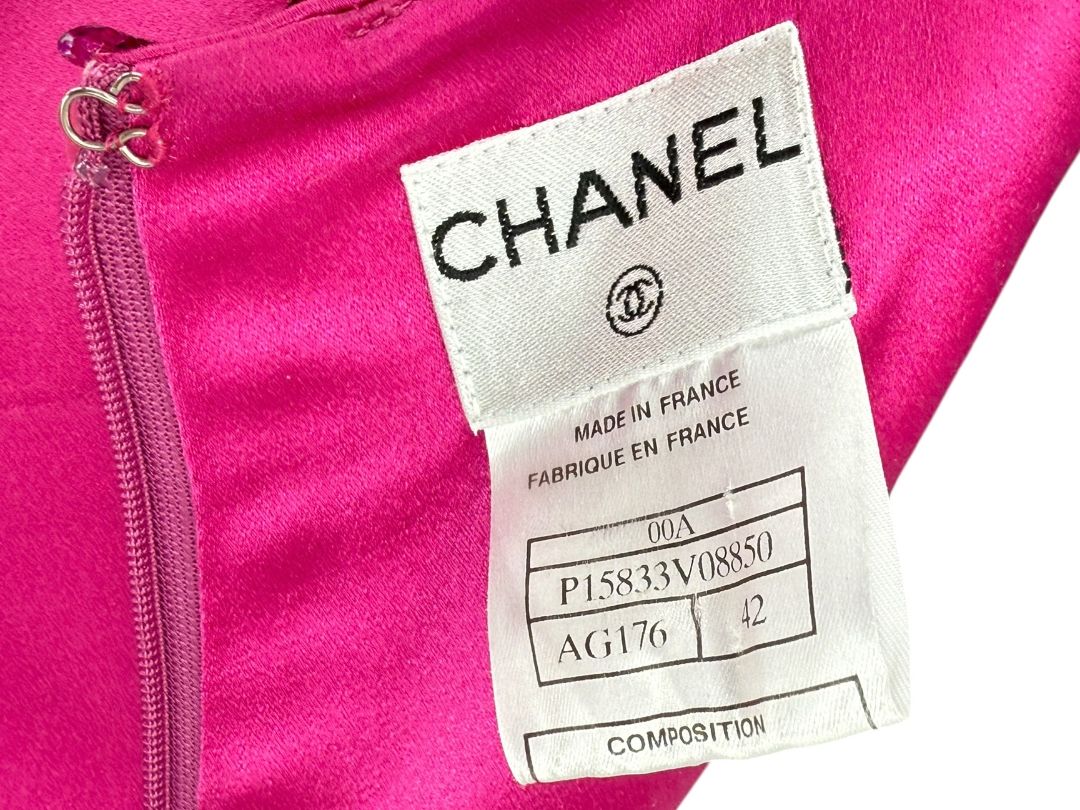 CHANEL
MADE IN FRANCE
FABRIQUE EN FRANCE
00A
P15833V08850
AG176 42
COMPOSITION